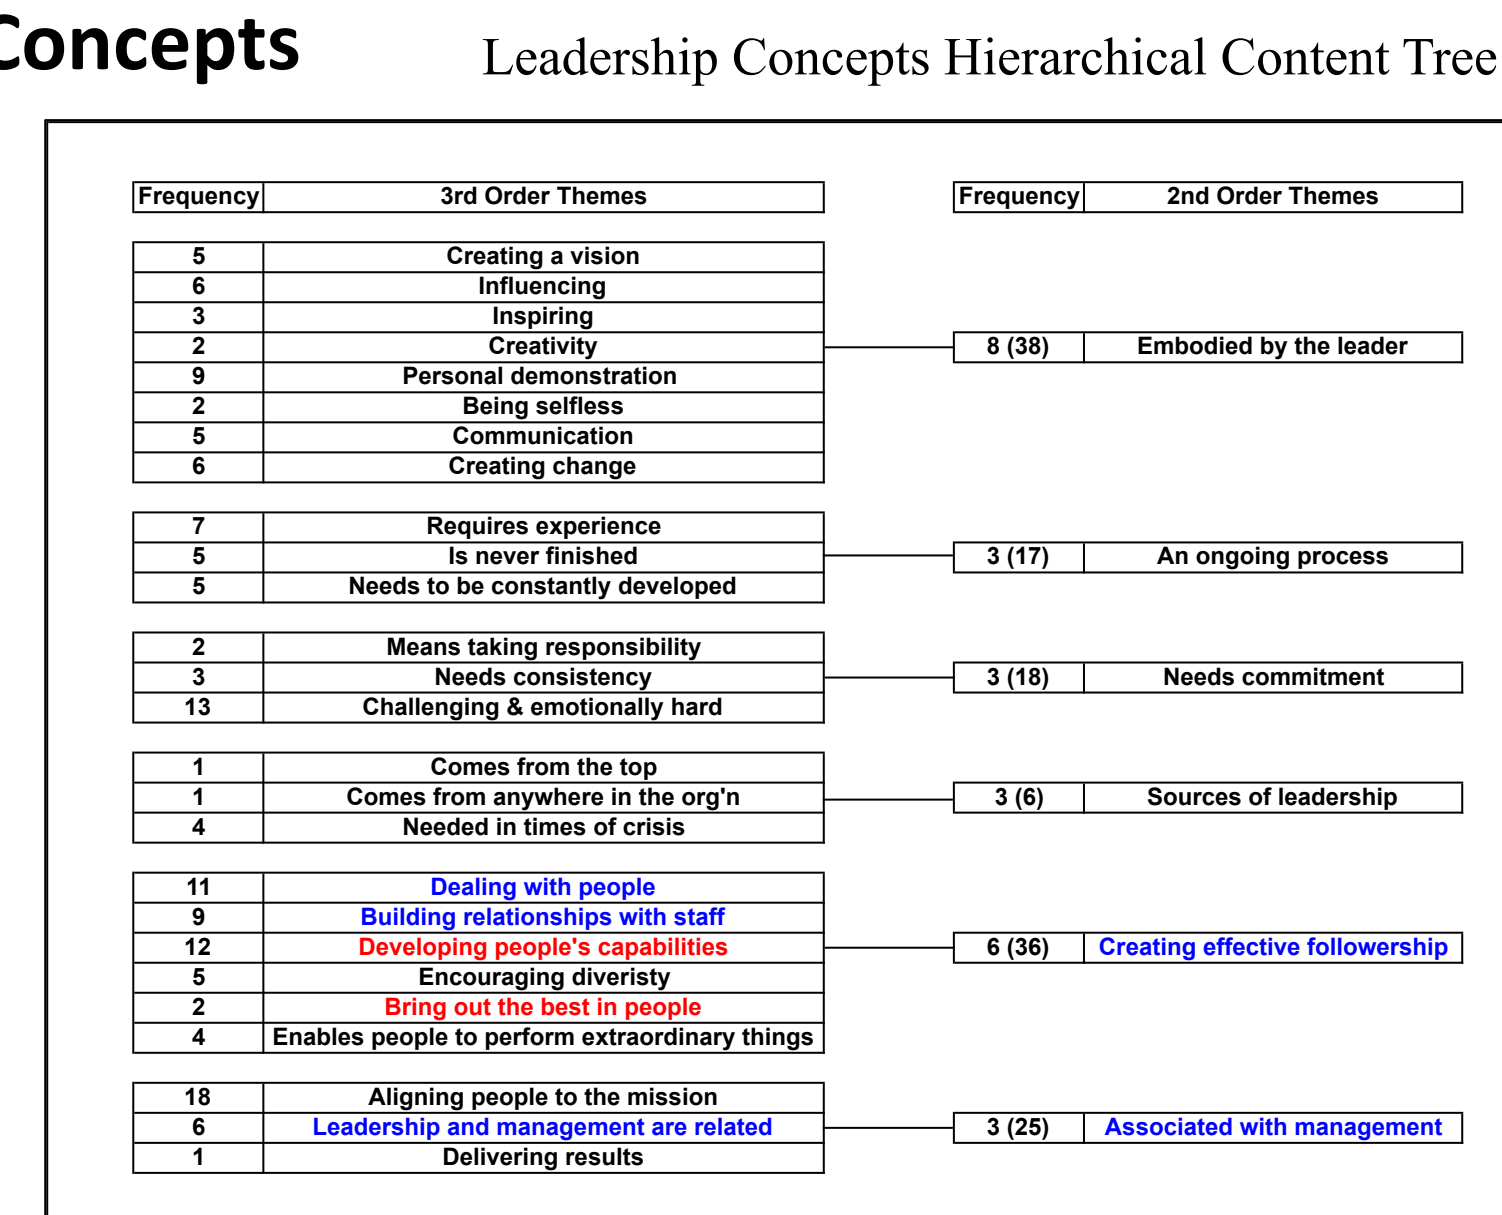 Concepts
Leadership Concepts Hierarchical Content Tree
Frequency 3rd Order Themes Frequency 2nd Order Themes
5 Creating a vision
6 Influencing
3 Inspiring
2 Creativity 8 (38) Embodied by the leader
9 Personal demonstration
2 Being selfless
5 Communication
6 Creating change
7 Requires experience
5 Is never finished 3 (17) An ongoing process
5 Needs to be constantly developed
2 Means taking responsibility
3 Needs consistency 3 (18) Needs commitment
13 Challenging & emotionally hard
1 Comes from the top
1 Comes from anywhere in the org'n 3 (6) Sources of leadership
4 Needed in times of crisis
11 Dealing with people
9 Building relationships with staff
12 Developing people's capabilities 6 (36) Creating effective followership
5 Encouraging diveristy
2 Bring out the best in people
4 Enables people to perform extraordinary things
18 Aligning people to the mission
6 Leadership and management are related 3 (25) Associated with management
1 Delivering results